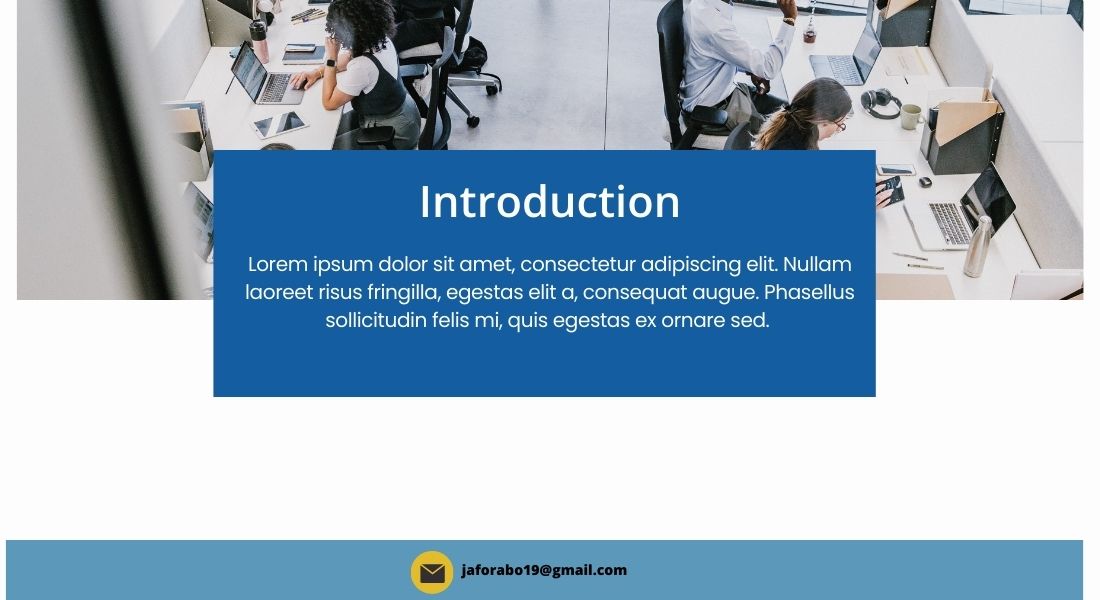 Introduction
Lorem ipsum dolor sit amet, consectetur adipiscing elit. Nullam
laoreet risus fringilla, egestas elit a, consequat augue. Phasellus
sollicitudin felis mi, quis egestas ex ornare sed.
jaforabo19@gmail.com